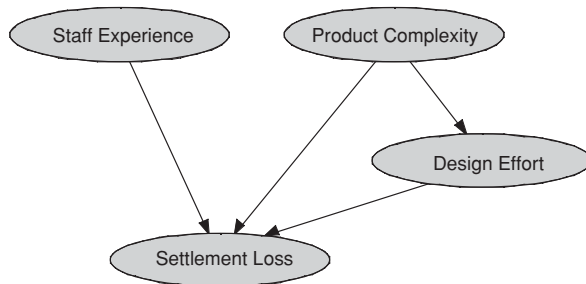 Staff Experience
Product Complexity
Design Effort
Settlement Loss